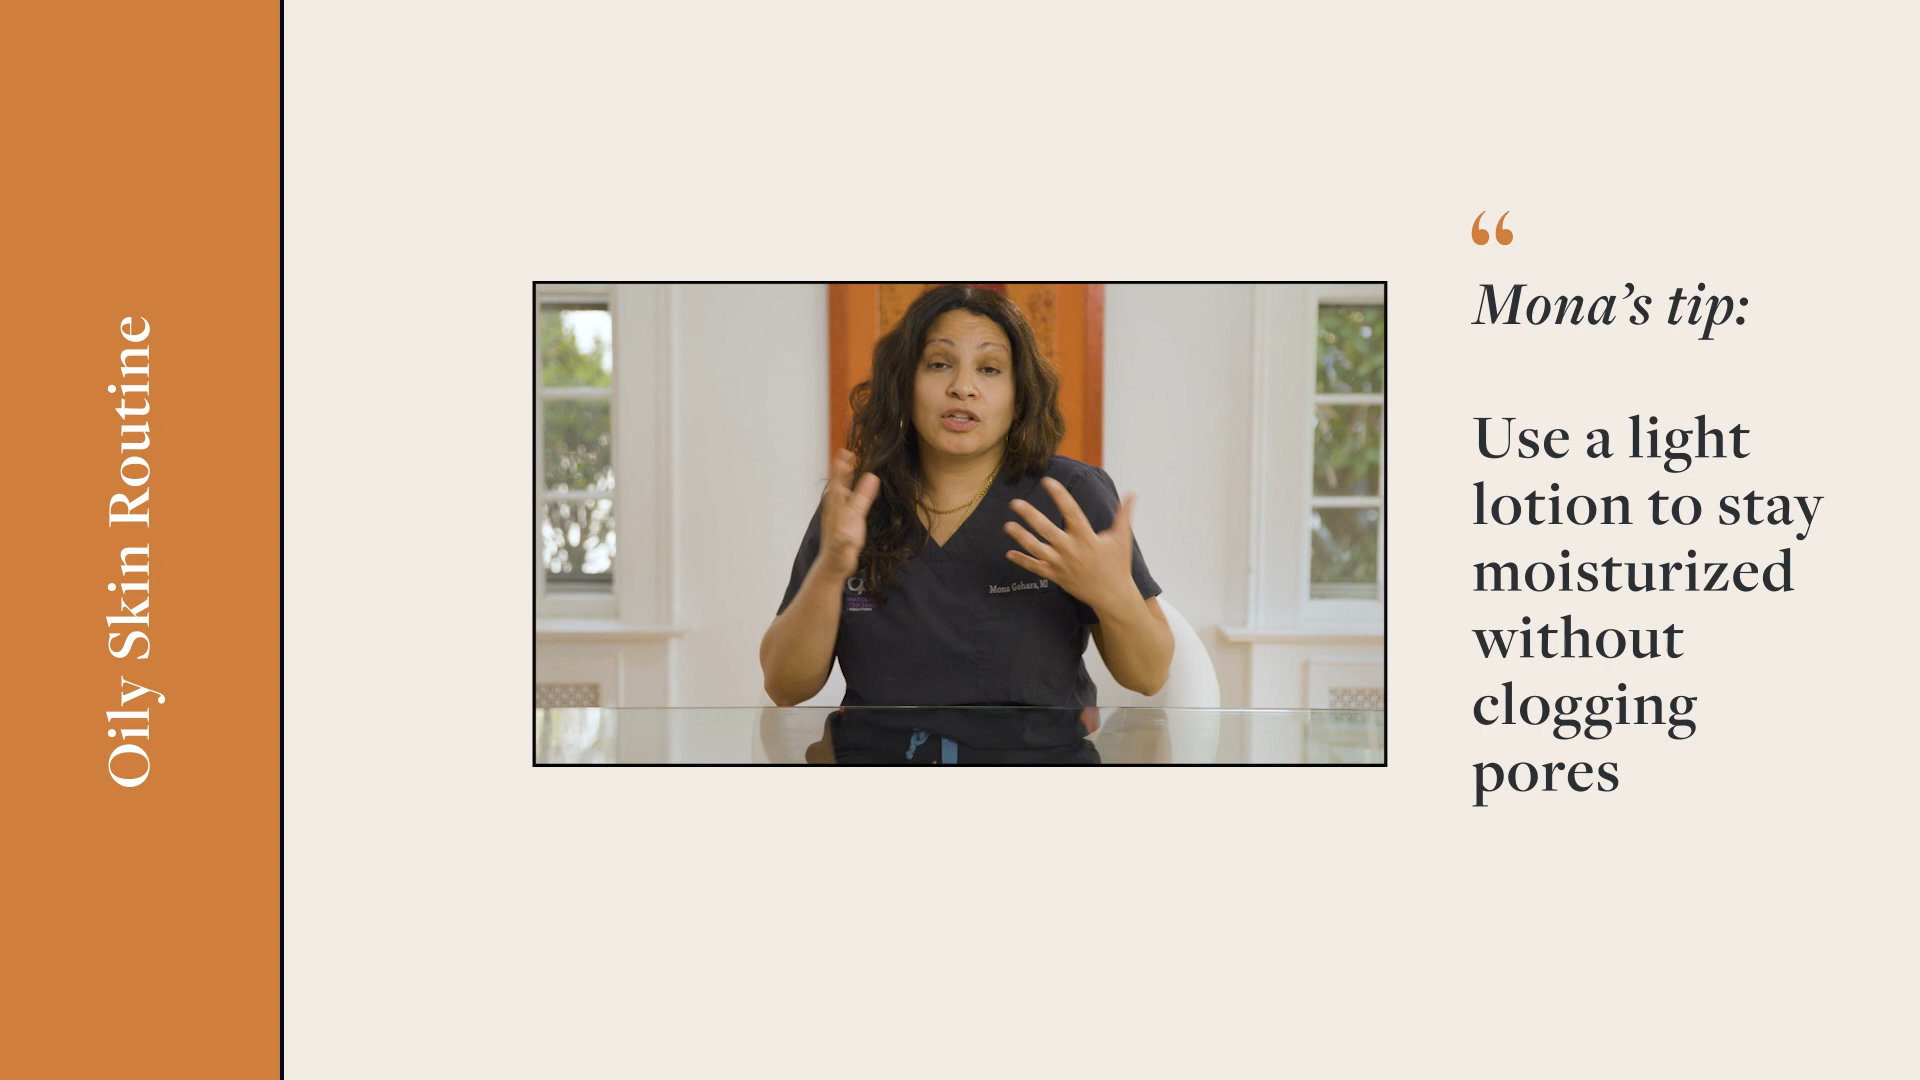 Oily Skin Routine
“
Mona’s tip:
Use a light
lotion to stay
moisturized
without
clogging
pores
Mona Gohara, MD